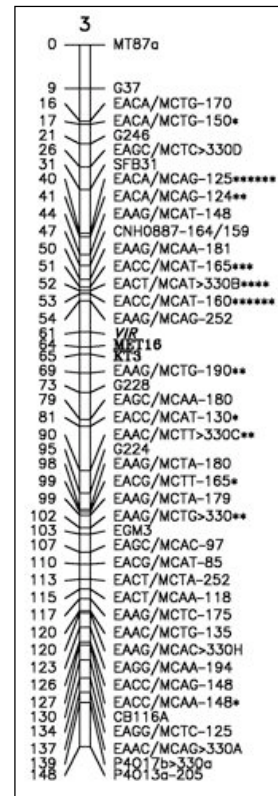 3
0 MT87a
9 G37
16 EACA/MCTG-170
17 EACA/MCTG-150*
21 G246
26 EAGC/MCTC>330D
31 SFB31
40 EACA/MCAG-125******
41 EACA/MCAG-124**
44 EAAG/MCAT-148
47 CNH0887-164/159
50 EAAG/MCAA-181
51 EACC/MCAT-165***
52 EACT/MCAT>330B****
53 EACC/MCAT-160******
54 EAAG/MCAG-252
61 VIR
64 MET16
65 KT3
69 EAAG/MCTG-190**
73 G228
79 EAGC/MCAA-180
81 EACC/MCAT-130*
90 EAAC/MCTT>330C**
95 G224
98 EAAG/MCTA-180
99 EACG/MCTT-165*
99 EAAG/MCTA-179
102 EAAG/MCTG>330**
103 EGM3
107 EAGC/MCAC-97
110 EACG/MCAT-85
113 EACT/MCTA-252
115 EACT/MCAA-118
117 EAAG/MCTC-175
120 EAAC/MCTG-135
120 EAAG/MCAC>330H
123 EAGG/MCAA-194
126 EACC/MCAG-148
127 EACC/MCAA-148*
130 CB116A
134 EAGG/MCTC-125
137 EAAC/MCAG>330A
139 P4017b>330a
148 P4013a-205